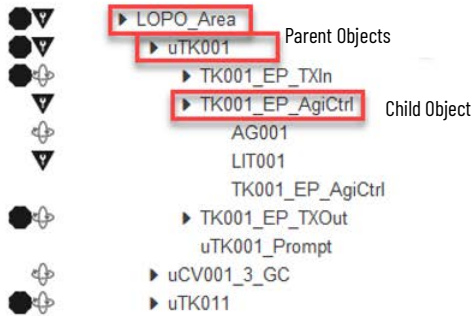 LOPO_Area
Parent Objects
uTK001
TK001_EP_TXIn
TK001_EP_AgiCtrl
Child Object
AG001
LIT001
TK001_EP_AgiCtrl
TK001_EP_TXOut
uTK001_Prompt
uCV001_3_GC
uTK011